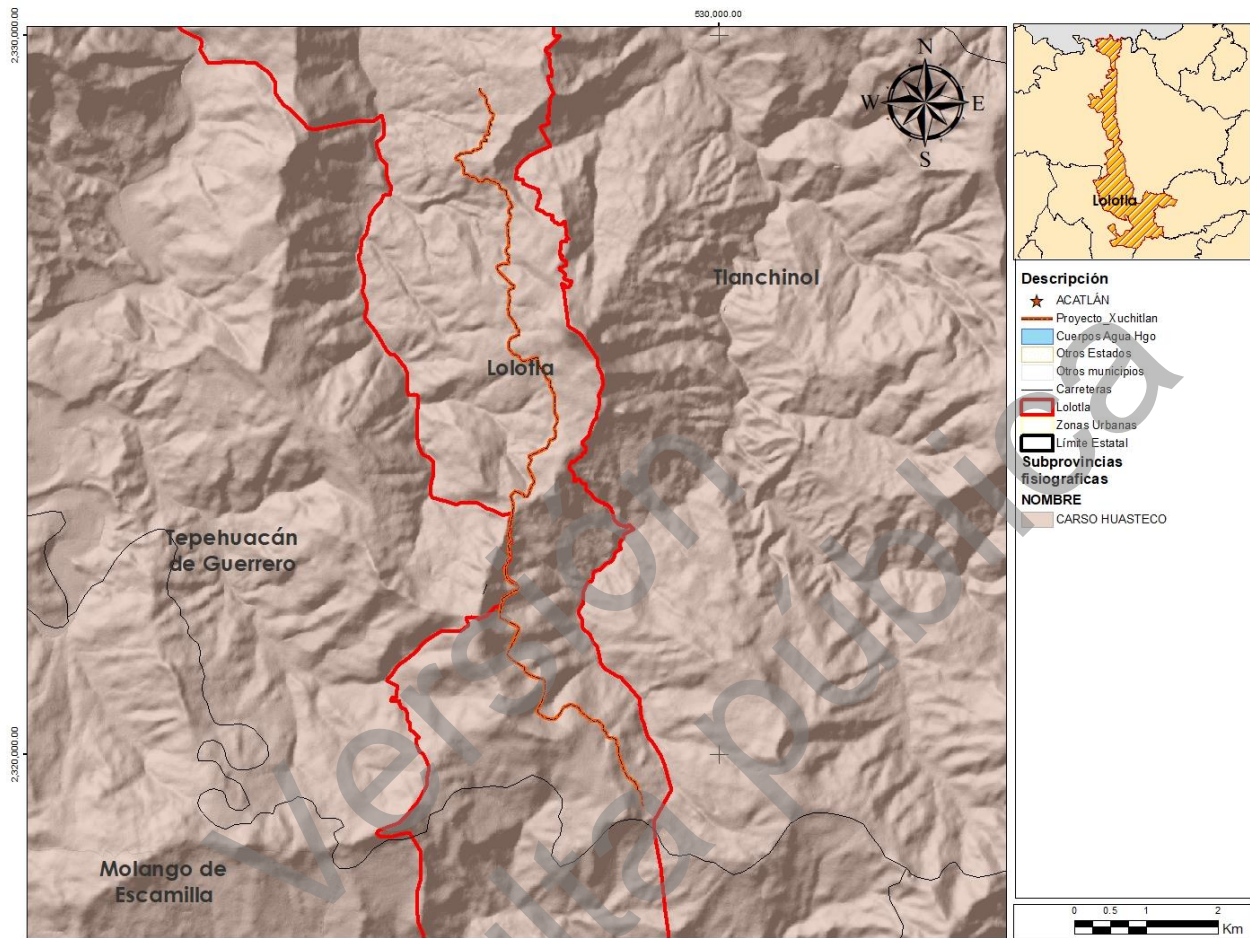 530,000.00
2,330,000.00
N
W
E
S
Tlanchinol
Lolotla
Tepehuacán
de Guerrero
2,320,000.00
Molango de
Escamilla
Lolotla
Descripción
ACATLÁN
Proyecto_Xuchitlan
Cuerpos Agua Hgo
Otros Estados
Otros municipios
Carreteras
Lolotla
Zonas Urbanas
Límite Estatal
Subprovincias
fisiograficas
NOMBRE
CARSO HUASTECO
0 0.5 1 2
Km
Versión
pública